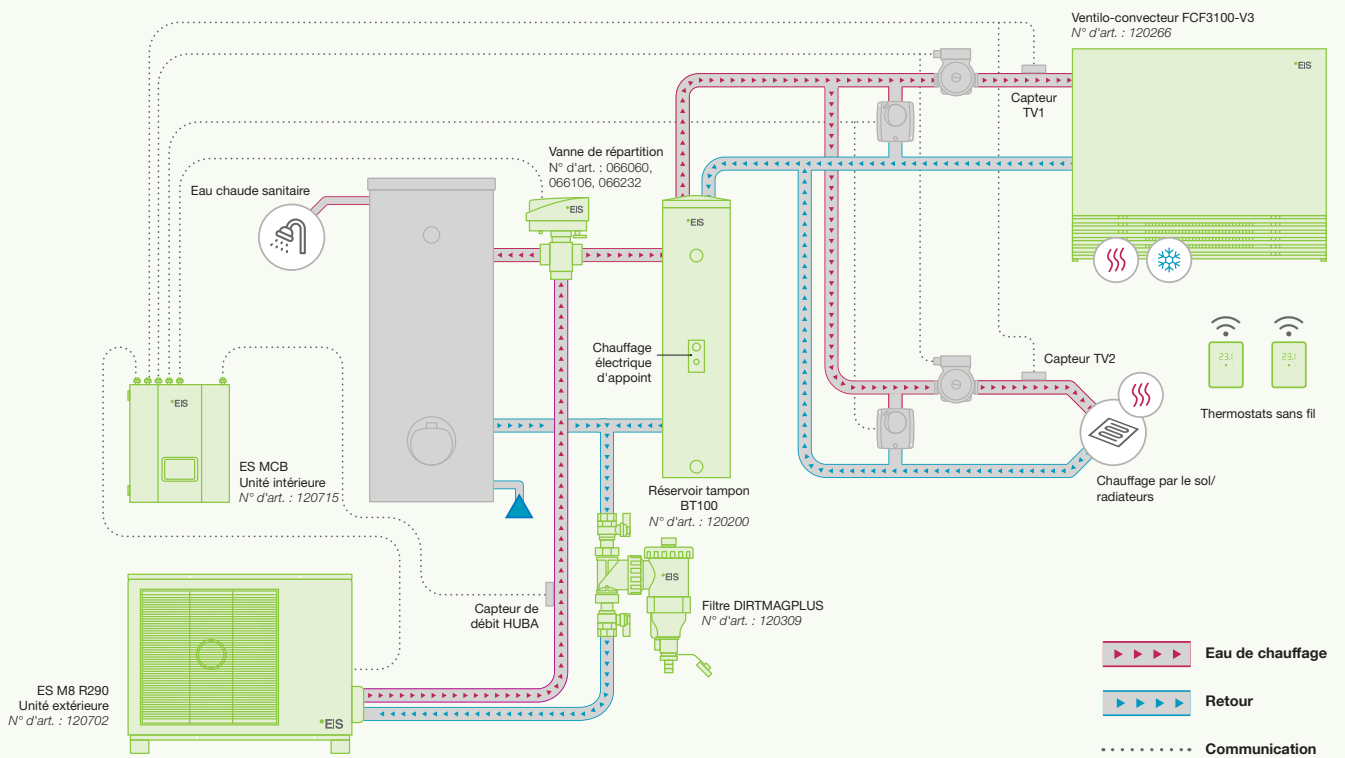 Ventilo-convecteur FCF3100-V3
N° d'art. : 120266
°EIS
Capteur
TV1
Vanne de répartition
N° d'art. : 066060,
066106, 066232
°EIS
Eau chaude sanitaire
°EIS
Chauffage
électrique
d'appoint
Capteur TV2
23.
23.
Thermostats sans fil
°EIS
ES MCB
Unité intérieure
N° d'art. : 120715
Réservoir tampon
BT100
N° d'art. : 120200
Chauffage par le sol/
radiateurs
°EIS
Capteur de
débit HUBA
Filtre DIRTMAGPLUS
N° d'art. : 120309
ES M8 R290
Unité extérieure
N° d'art. : 120702
°EIS
Eau de chauffage
Retour
Communication